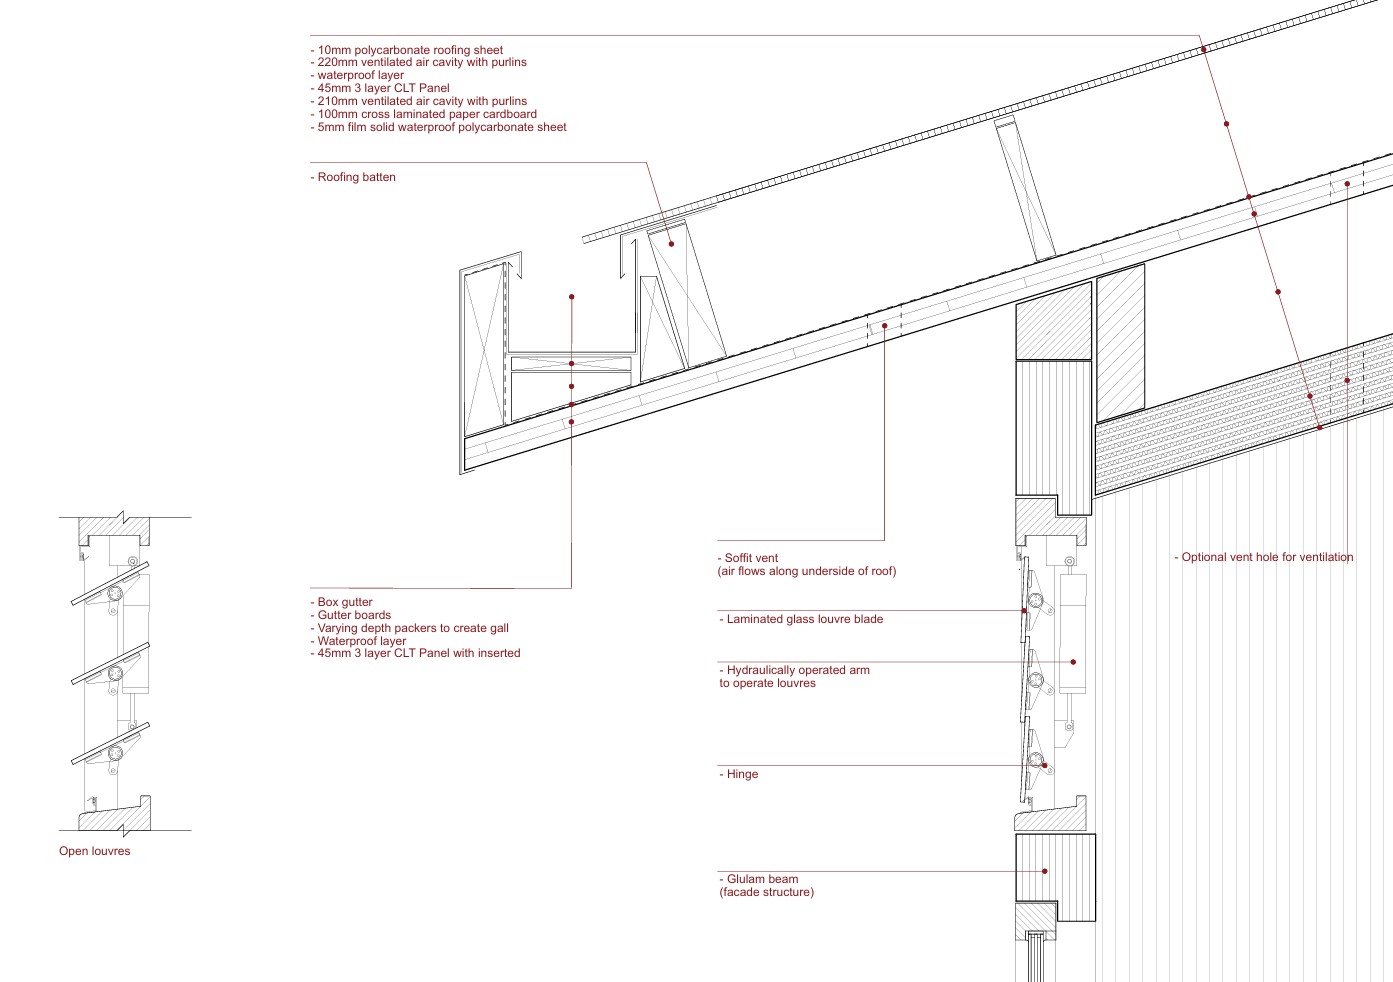 - 10mm polycarbonate roofing sheet
- 220mm ventilated air cavity with purlins
- waterproof layer
- 45mm 3 layer CLT Panel
- 210mm ventilated air cavity with purlins
- 100mm cross laminated paper cardboard
- 5mm film solid waterproof polycarbonate sheet
- Roofing batten
- Soffit vent
(air flows along underside of roof)
- Optional vent hole for ventilation
- Box gutter
- Gutter boards
- Varying depth packers to create gall
- Waterproof layer
- 45mm 3 layer CLT Panel with inserted
- Laminated glass louvre blade
- Hydraulically operated arm
to operate louvres
- Hinge
Open louvres
- Glulam beam
(facade structure)